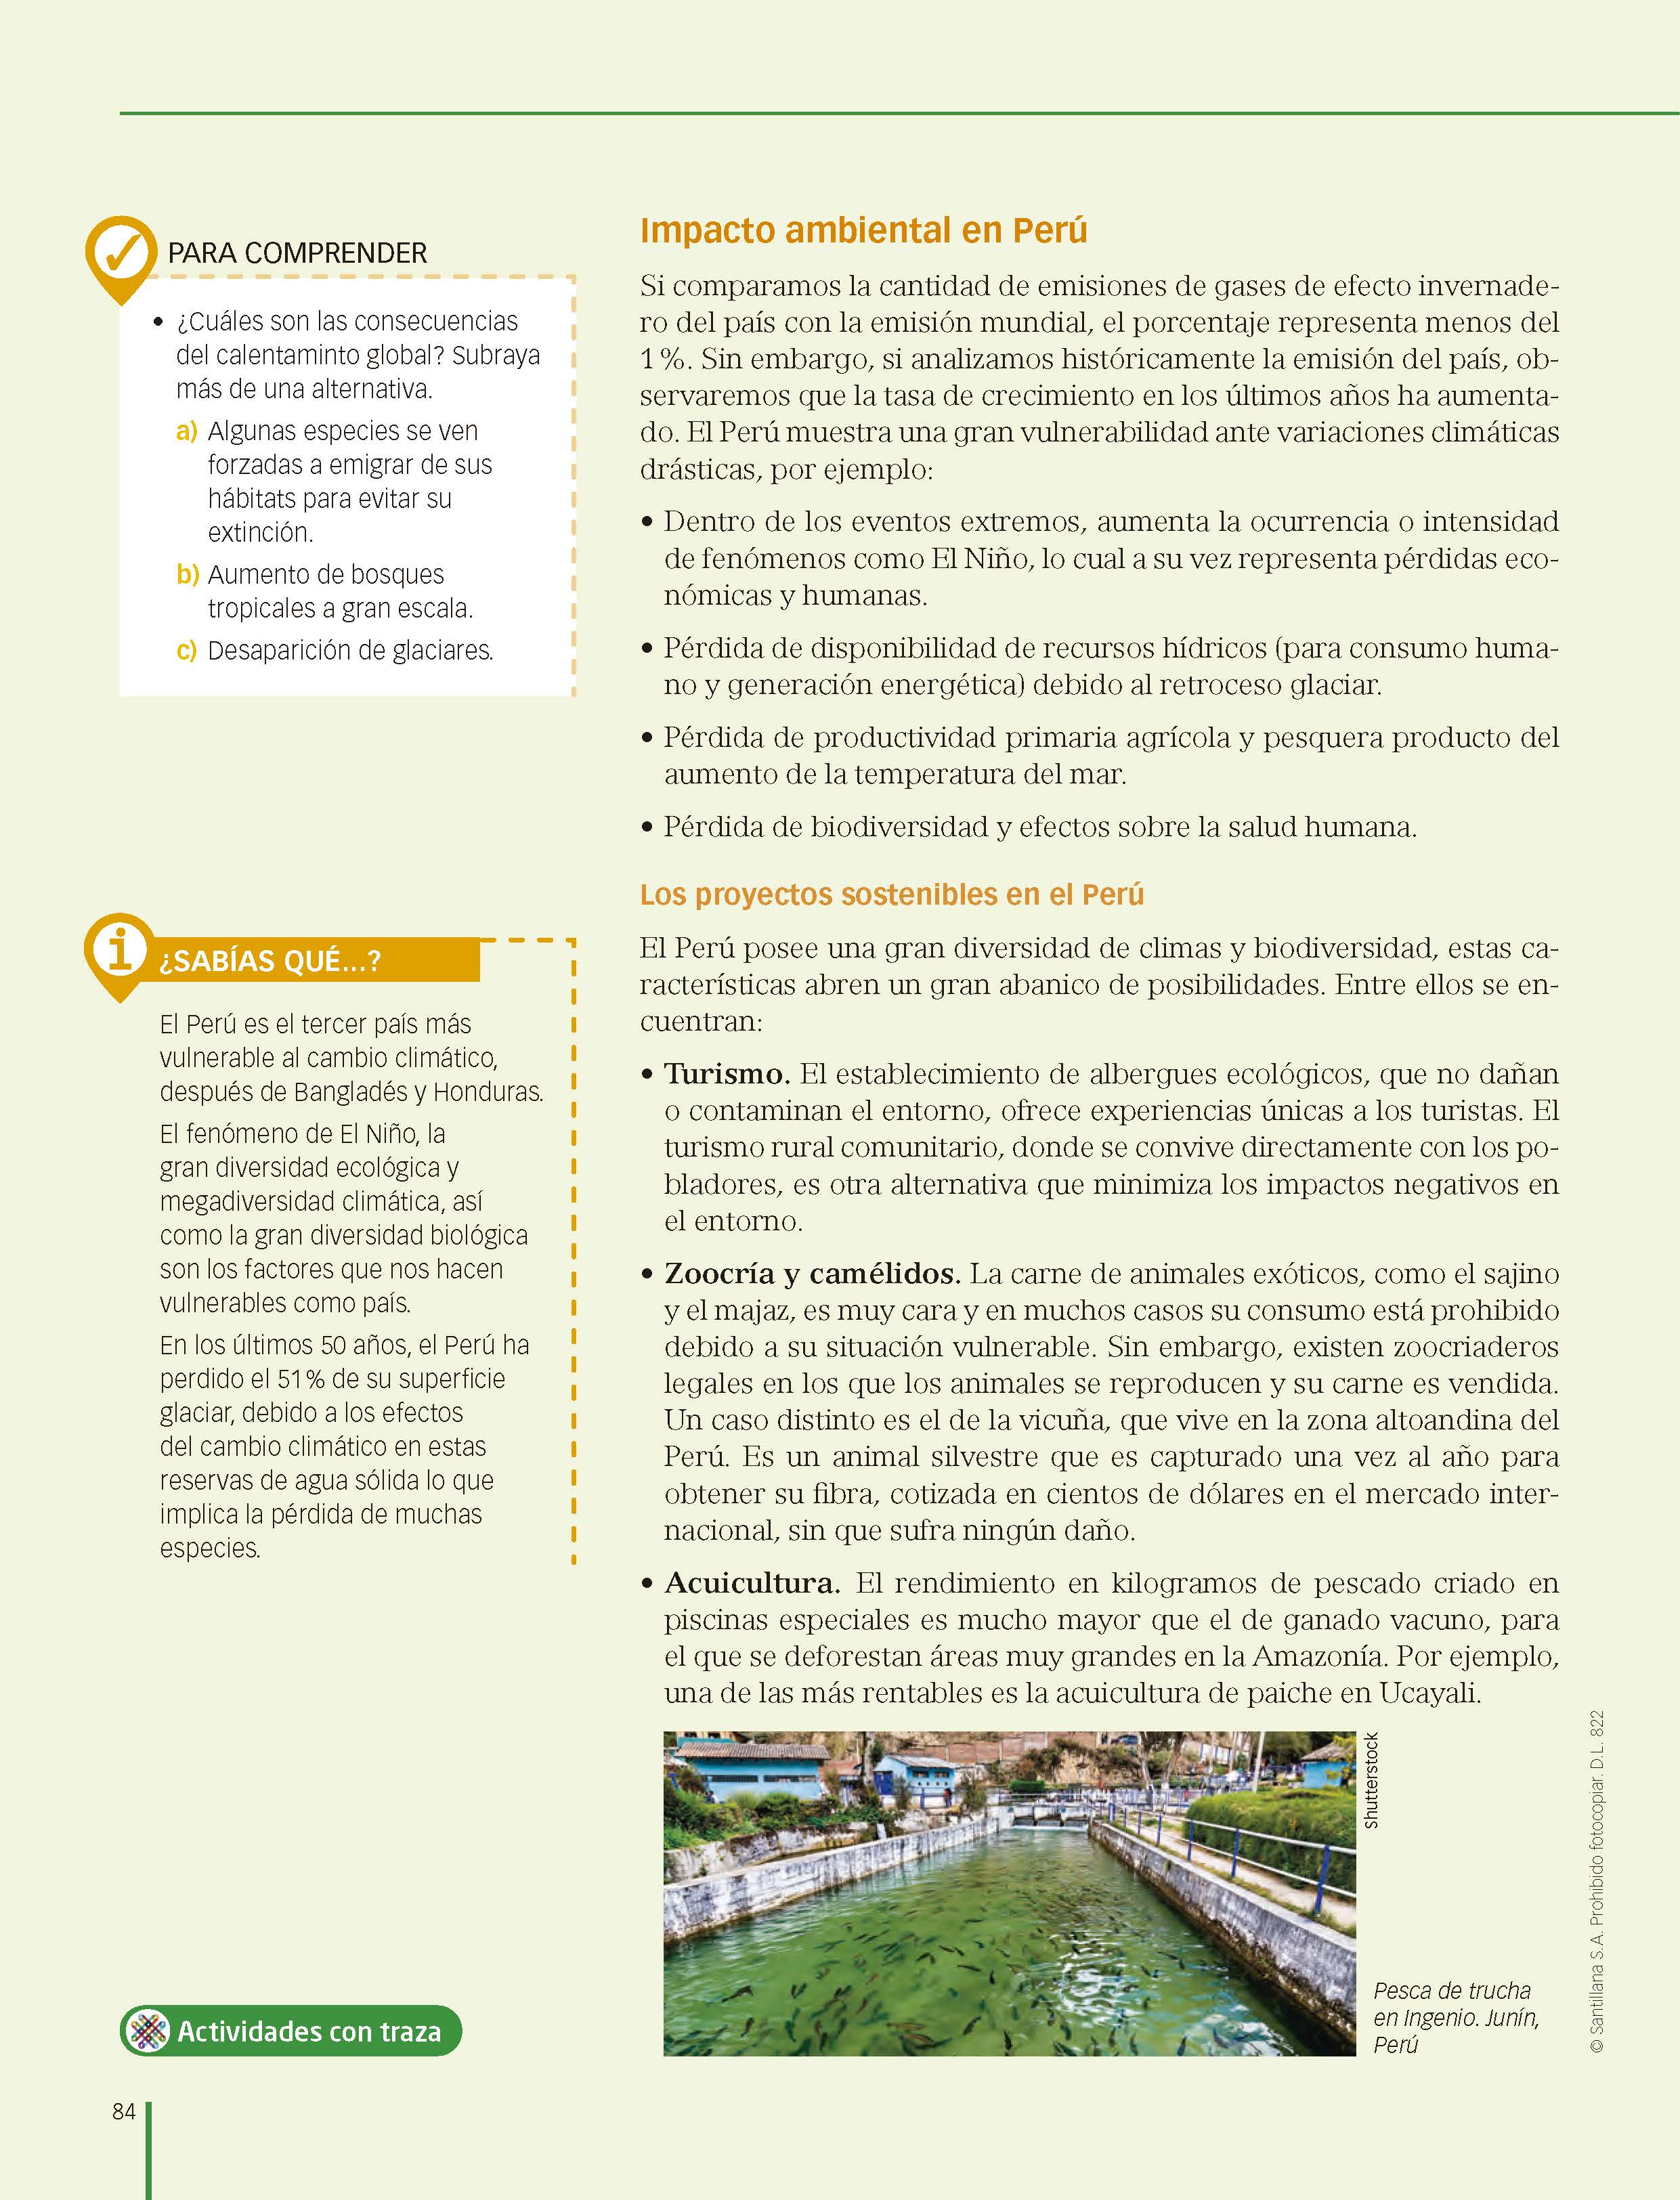 PARA COMPRENDER
• ¿Cuáles son las consecuencias
del calentaminto global? Subraya
más de una alternativa.
a) Algunas especies se ven
forzadas a emigrar de sus
hábitats para evitar su
extinción.
b) Aumento de bosques
tropicales a gran escala.
c) Desaparición de glaciares.
i ¿SABÍAS QUÉ...?
El Perú es el tercer país más
vulnerable al cambio climático,
después de Bangladés y Honduras.
El fenómeno de El Niño, la
gran diversidad ecológica y
megadiversidad climática, así
como la gran diversidad biológica
son los factores que nos hacen
vulnerables como país.
En los últimos 50 años, el Perú ha
perdido el 51% de su superficie
glaciar, debido a los efectos
del cambio climático en estas
reservas de agua sólida lo que
implica la pérdida de muchas
especies.
Impacto ambiental en Perú
Si comparamos la cantidad de emisiones de gases de efecto invernade-
ro del país con la emisión mundial, el porcentaje representa menos del
1%. Sin embargo, si analizamos históricamente la emisión del país, ob-
servaremos que la tasa de crecimiento en los últimos años ha aumenta-
do. El Perú muestra una gran vulnerabilidad ante variaciones climáticas
drásticas, por ejemplo:
• Dentro de los eventos extremos, aumenta la ocurrencia o intensidad
de fenómenos como El Niño, lo cual a su vez representa pérdidas eco-
nómicas y humanas.
• Pérdida de disponibilidad de recursos hídricos (para consumo huma-
no y generación energética) debido al retroceso glaciar.
• Pérdida de productividad primaria agrícola y pesquera producto del
aumento de la temperatura del mar.
• Pérdida de biodiversidad y efectos sobre la salud humana.
Los proyectos sostenibles en el Perú
El Perú posee una gran diversidad de climas y biodiversidad, estas ca-
racterísticas abren un gran abanico de posibilidades. Entre ellos se en-
cuentran:
• Turismo. El establecimiento de albergues ecológicos, que no dañan
o contaminan el entorno, ofrece experiencias únicas a los turistas. El
turismo rural comunitario, donde se convive directamente con los po-
bladores, es otra alternativa que minimiza los impactos negativos en
el entorno.
• Zoocría y camélidos. La carne de animales exóticos, como el sajino
y el majaz, es muy cara y en muchos casos su consumo está prohibido
debido a su situación vulnerable. Sin embargo, existen zoocriaderos
legales en los que los animales se reproducen y su carne es vendida.
Un caso distinto es el de la vicuña, que vive en la zona altoandina del
Perú. Es un animal silvestre que es capturado una vez al año para
obtener su fibra, cotizada en cientos de dólares en el mercado inter-
nacional, sin que sufra ningún daño.
• Acuicultura. El rendimiento en kilogramos de pescado criado en
piscinas especiales es mucho mayor que el de ganado vacuno, para
el que se deforestan áreas muy grandes en la Amazonía. Por ejemplo,
una de las más rentables es la acuicultura de paiche en Ucayali.
Shutterstock
Pesca de trucha
en Ingenio. Junín,
Perú
© Santillana S.A. Prohibido fotocopiar. D.L. 822
Actividades con traza
84